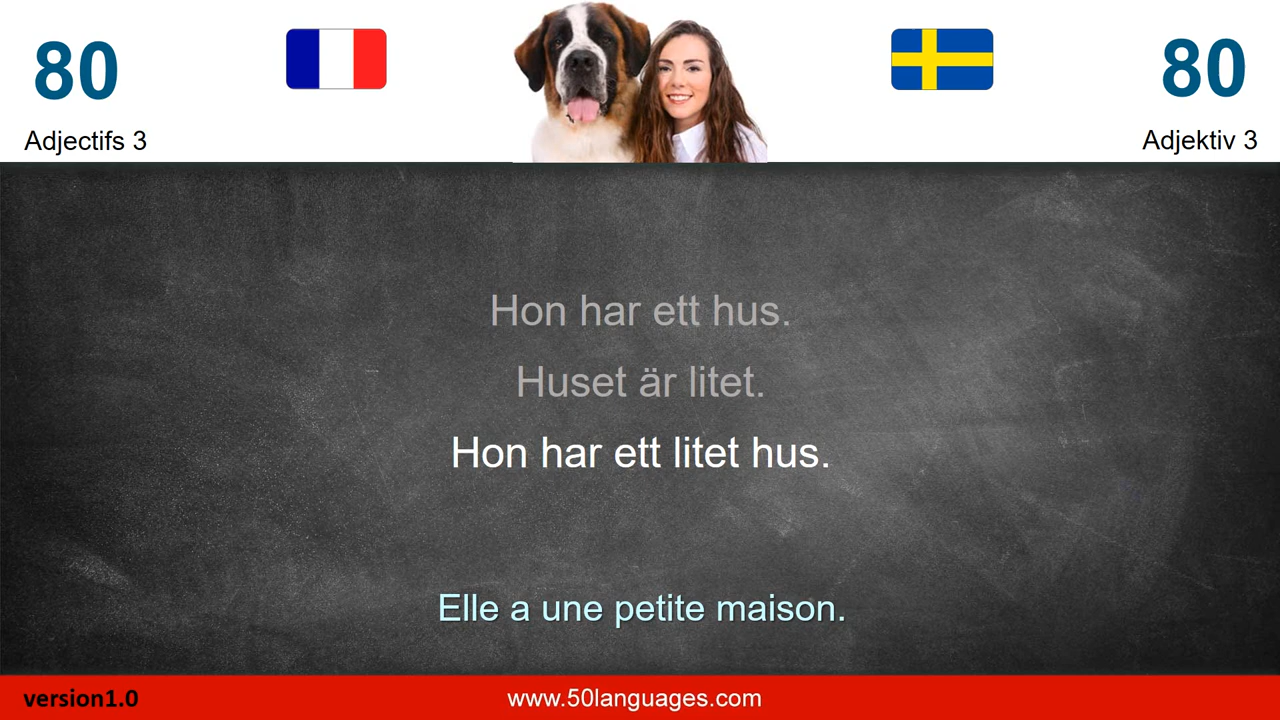 80
80
Adjectifs 3
Adjektiv 3
Hon har ett hus.
Huset är litet.
Hon har ett litet hus.
Elle a une petite maison.
version1.0
www.50languages.com